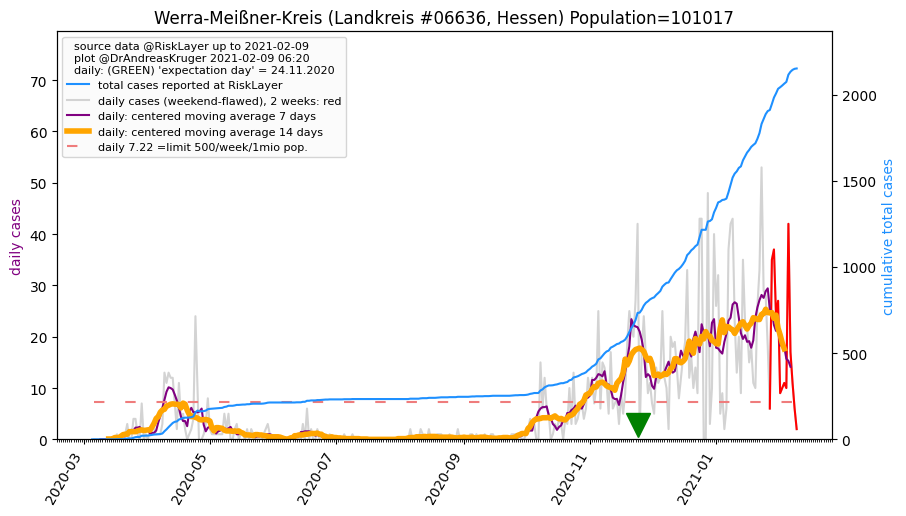 Werra-Meißner-Kreis (Landkreis #06636, Hessen) Population=101017
source data @RiskLayer up to 2021-02-09
plot @DrAndreasKruger 2021-02-09 06:20
daily: (GREEN) 'expectation day' = 24.11.2020
total cases reported at RiskLayer
daily cases (weekend-flawed), 2 weeks: red
daily: centered moving average 7 days
daily: centered moving average 14 days
daily 7.22 =limit 500/week/1mio pop.
daily cases
70
60
50
40
30
20
10
0
cumulative total cases
2000
1500
1000
500
0
2020-03
2020-05
2020-07
2020-09
2020-11
2021-01